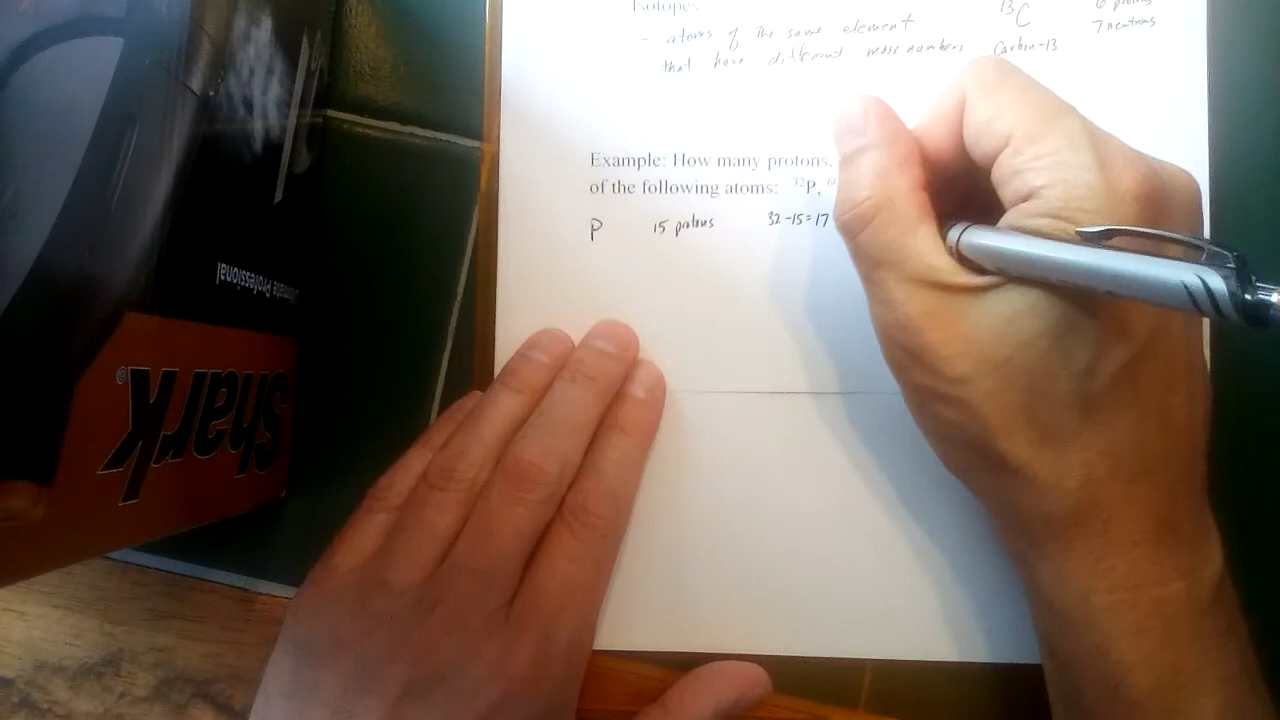 Isotopes
- atoms of the same element
that have different mass numbers
13C
Carbon-13
6 protons
7 neutrons
Example: How many protons,
of the following atoms: 32P,
P 15 protons 32-15=17
Ultimate Professional
Shark®